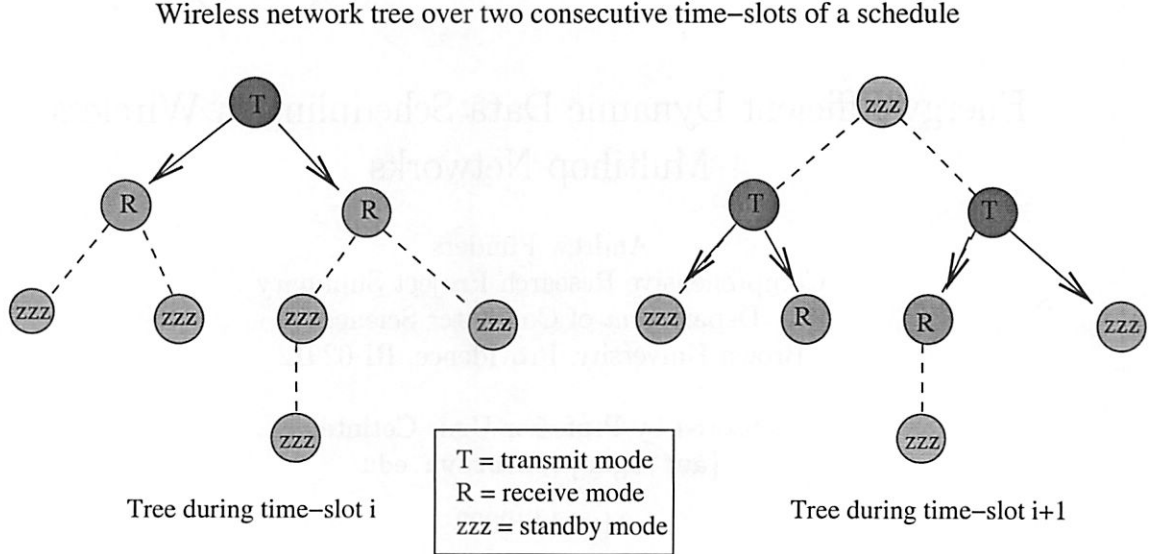 Wireless network tree over two consecutive time-slots of a schedule
T
zzz
R
R
T
T
zzz
zzz
zzz
zzz
zzz
R
R
zzz
zzz
zzz
T = transmit mode
R = receive mode
zzz = standby mode
Tree during time-slot i
Tree during time-slot i+1